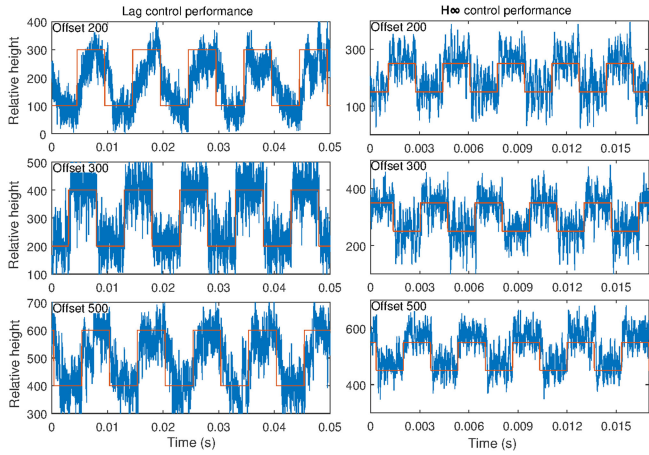 Lag control performance
H∞ control performance
Relative height
Offset 200
400
300
200
100
0
0 0.01 0.02 0.03 0.04 0.05
Offset 200
300
200
100
0 0.003 0.006 0.009 0.012 0.015
Relative height
Offset 300
500
400
300
200
100
0 0.01 0.02 0.03 0.04 0.05
Offset 300
400
200
0 0.003 0.006 0.009 0.012 0.015
Relative height
Offset 500
700
600
500
400
300
0 0.01 0.02 0.03 0.04 0.05
Time (s)
Offset 500
600
400
0 0.003 0.006 0.009 0.012 0.015
Time (s)